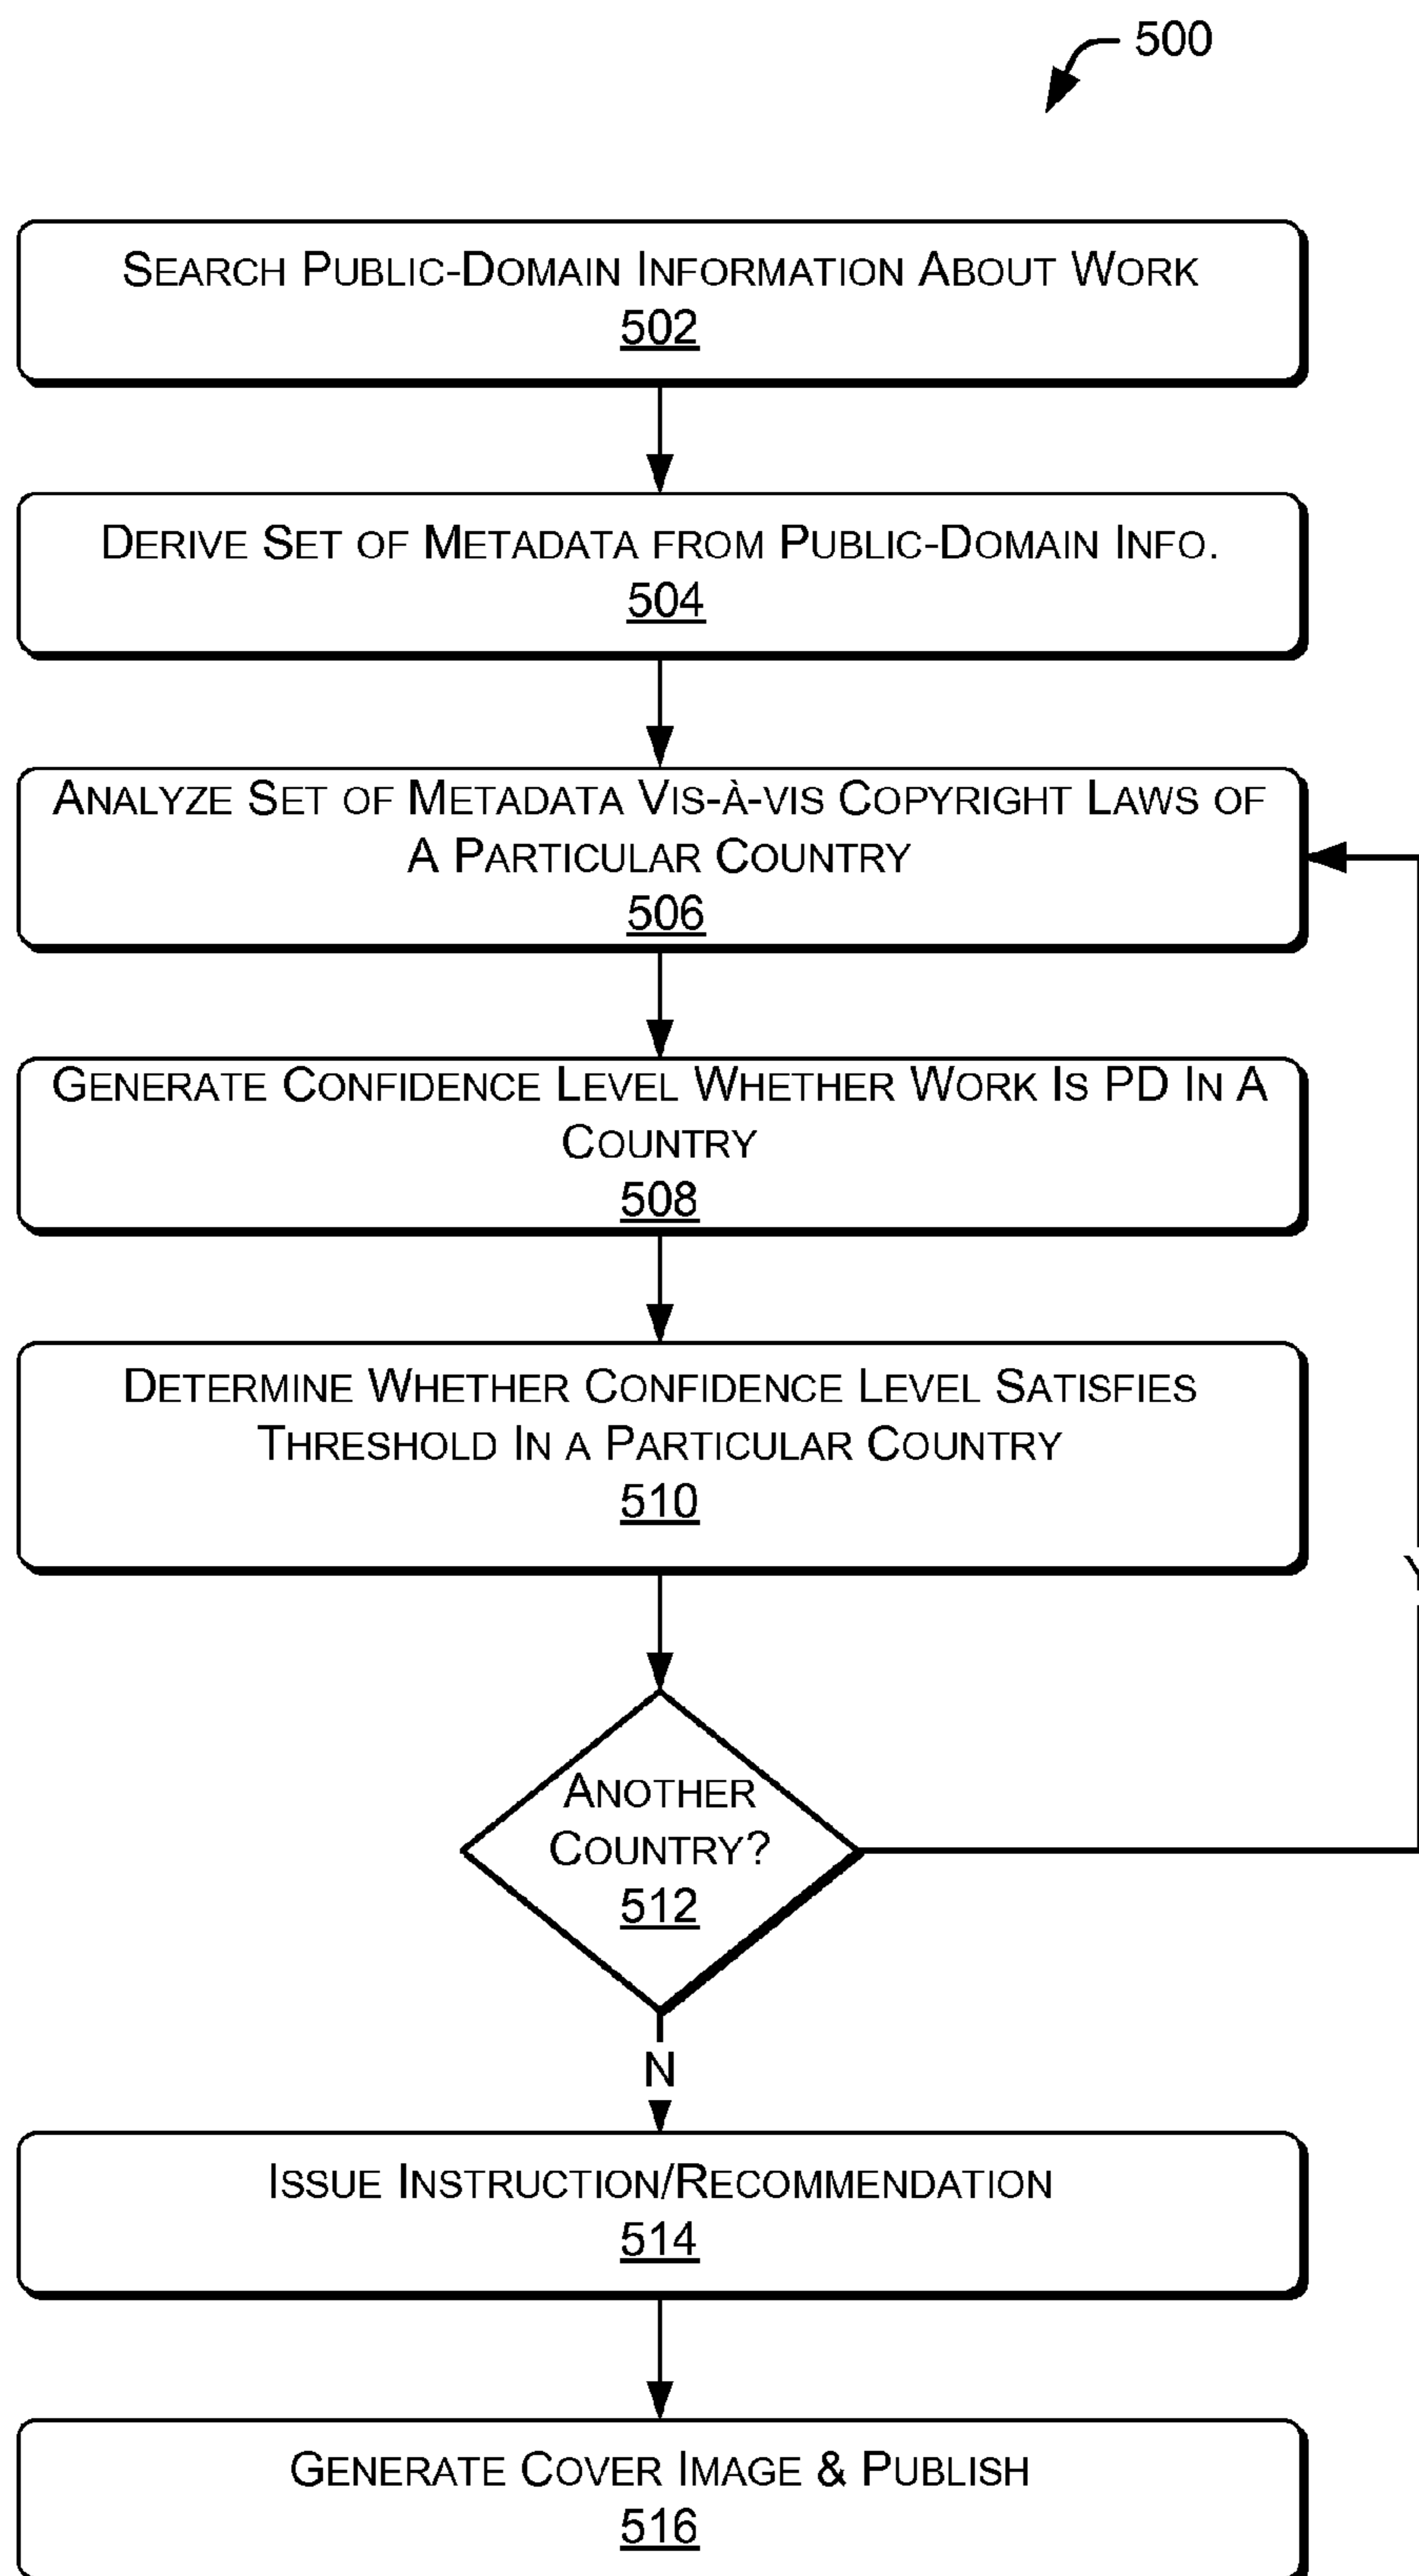 500
Search Public-Domain Information About Work
502
Derive Set of Metadata from Public-Domain Info.
504
Analyze Set of Metadata Vis-à-vis Copyright Laws of
A Particular Country
506
Generate Confidence Level Whether Work Is PD In A
Country
508
Determine Whether Confidence Level Satisfies
Threshold In a Particular Country
510
Y
Another
Country?
512
N
Issue Instruction/Recommendation
514
Generate Cover Image & Publish
516